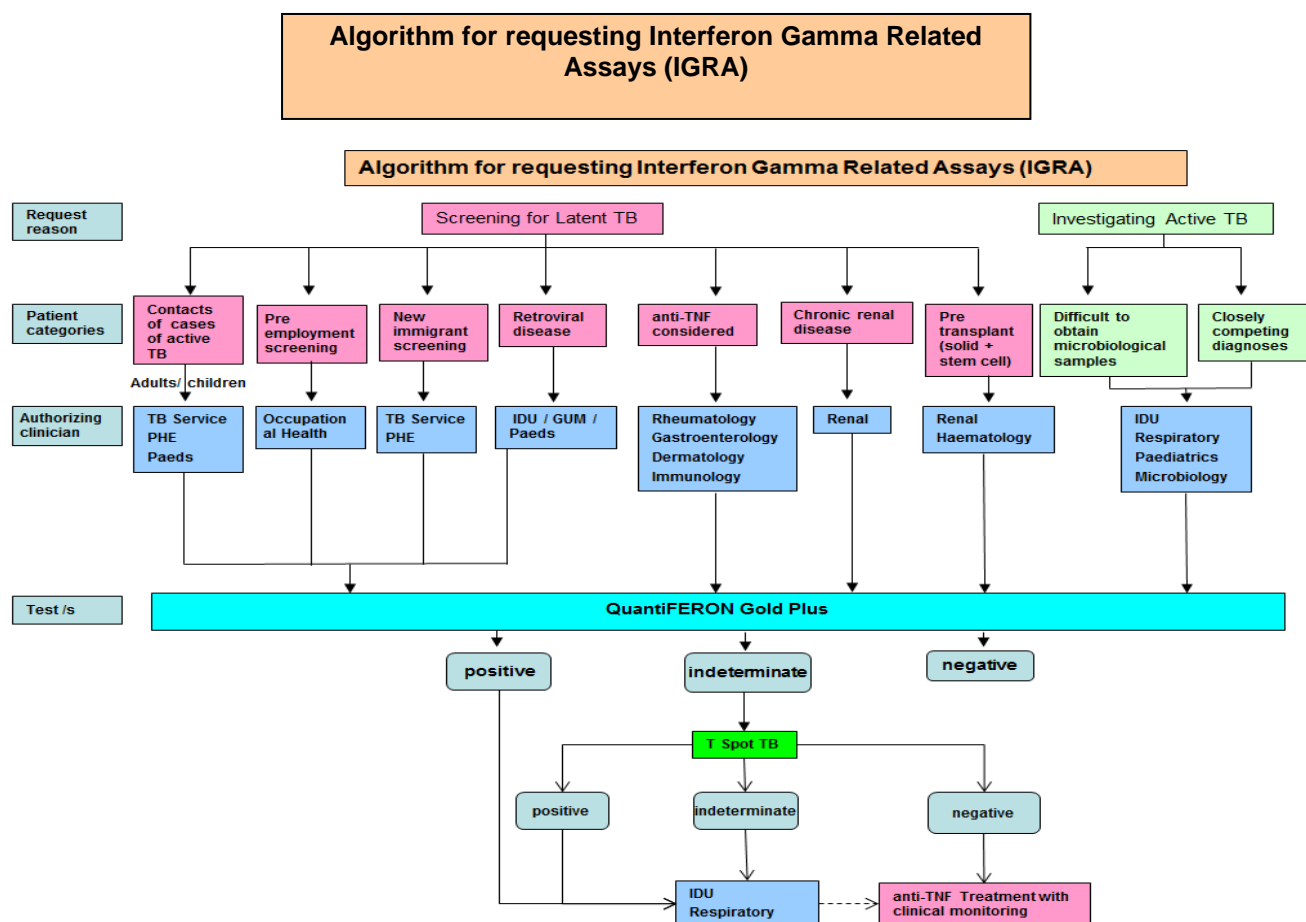 Algorithm for requesting Interferon Gamma Related
Assays (IGRA)
Algorithm for requesting Interferon Gamma Related Assays (IGRA)
Request
reason
Screening for Latent TB
Investigating Active TB
Patient
categories
Contacts
of cases
of active
TB
Pre
employment
screening
New
immigrant
screening
Retroviral
disease
anti-TNF
considered
Chronic renal
disease
Pre
transplant
(solid +
stem cell)
Difficult to
obtain
microbiological
samples
Closely
competing
diagnoses
Adults/ children
Authorizing
clinician
TB Service
PHE
Paeds
Occupation
al Health
TB Service
PHE
IDU / GUM /
Paeds
Rheumatology
Gastroenterology
Dermatology
Immunology
Renal
Renal
Haematology
IDU
Respiratory
Paediatrics
Microbiology
Test /s
QuantiFERON Gold Plus
positive
indeterminate
negative
T Spot TB
positive
indeterminate
negative
IDU
Respiratory
anti-TNF Treatment with
clinical monitoring